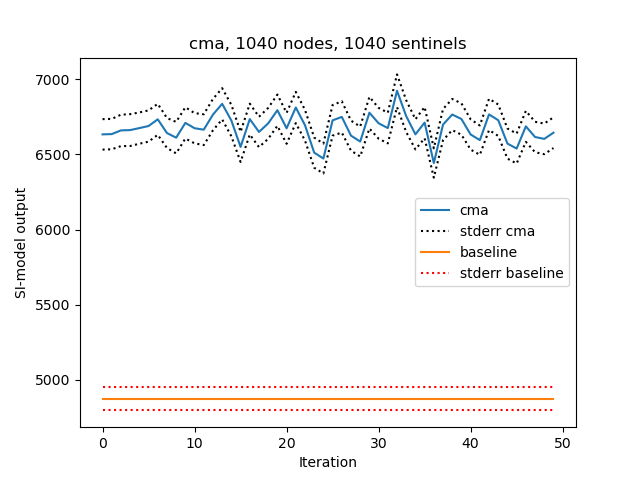 cma, 1040 nodes, 1040 sentinels
7000
6500
6000
5500
5000
SI-model output
cma
stderr cma
baseline
stderr baseline
0
10
20
30
40
50
Iteration